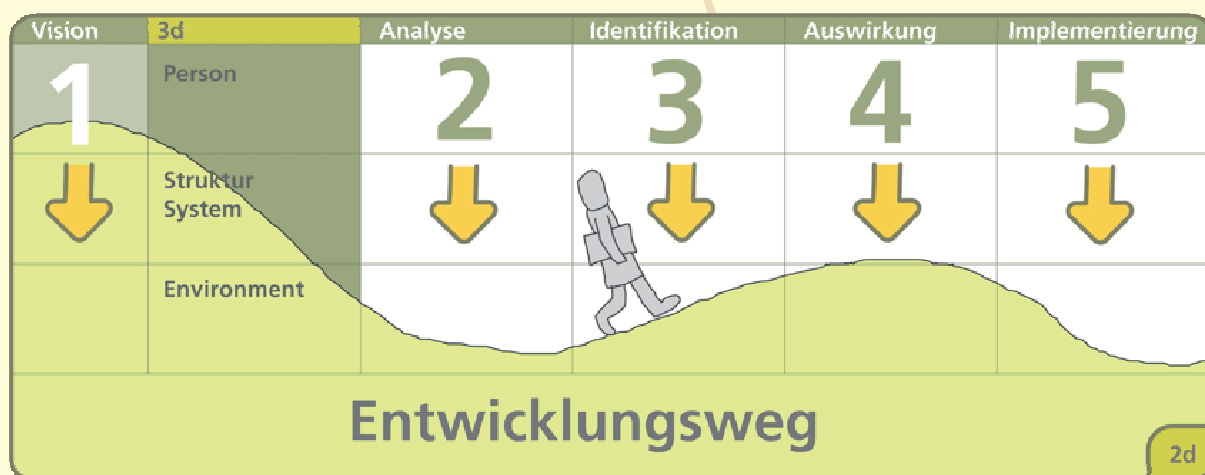 Vision 3d Analyse Identifikation Auswirkung Implementierung
1 Person 2 3 4 5
Struktur
System
Environment
Entwicklungsweg
2d